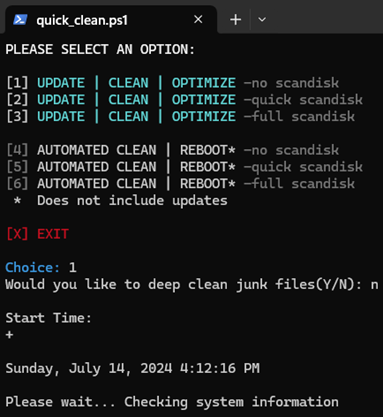 quick_clean.ps1
PLEASE SELECT AN OPTION:
[1] UPDATE | CLEAN | OPTIMIZE -no scandisk
[2] UPDATE | CLEAN | OPTIMIZE -quick scandisk
[3] UPDATE | CLEAN | OPTIMIZE -full scandisk
[4] AUTOMATED CLEAN | REBOOT* -no scandisk
[5] AUTOMATED CLEAN | REBOOT* -quick scandisk
[6] AUTOMATED CLEAN | REBOOT* -full scandisk
* Does not include updates
[X] EXIT
Choice: 1
Would you like to deep clean junk files(Y/N): n
Start Time:
+
Sunday, July 14, 2024 4:12:16 PM
Please wait... Checking system information